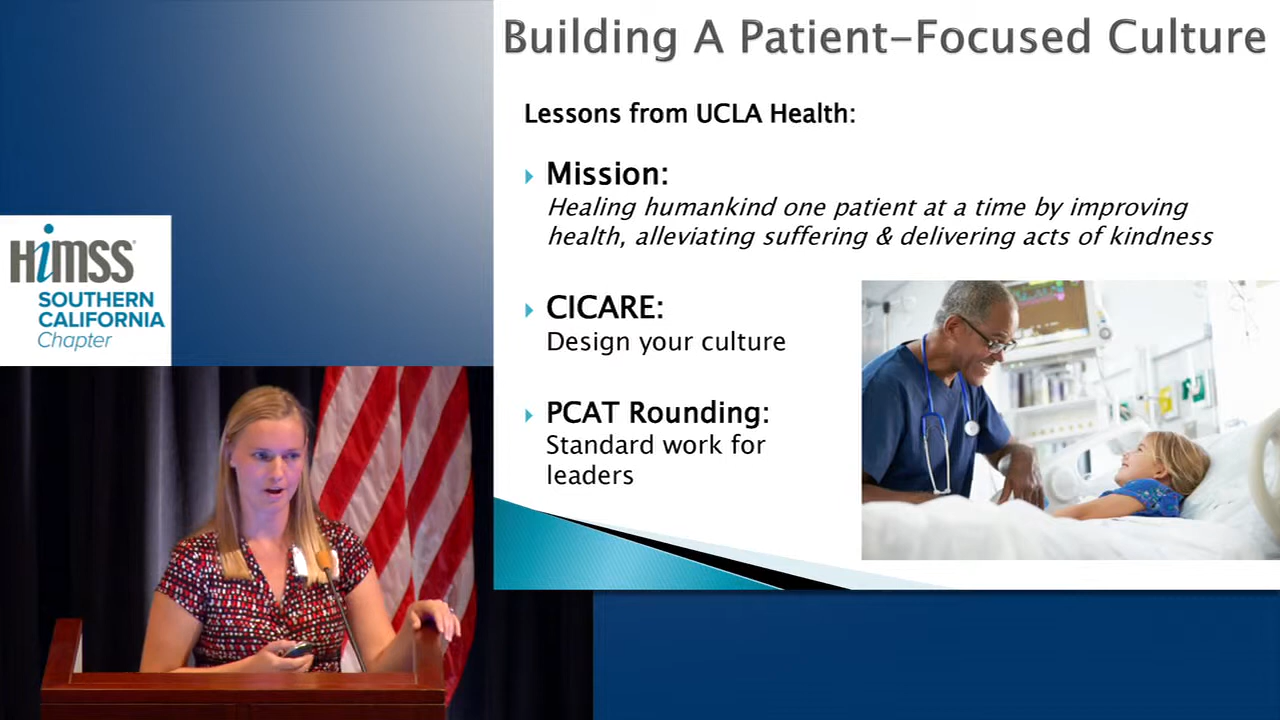 Building A Patient-Focused Culture
Lessons from UCLA Health:
Mission:
Healing humankind one patient at a time by improving
health, alleviating suffering & delivering acts of kindness
CICARE:
Design your culture
PCAT Rounding:
Standard work for
leaders
HiMSS
SOUTHERN
CALIFORNIA
Chapter